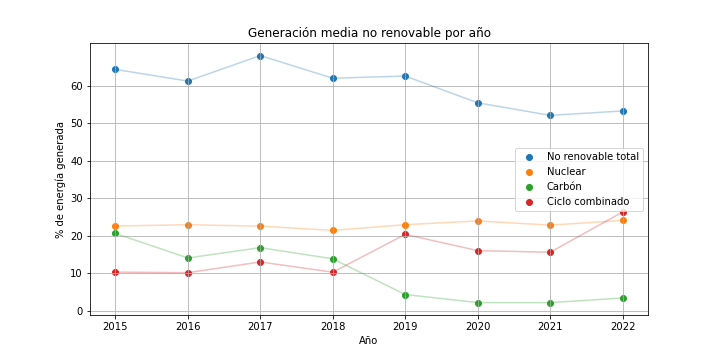 Generación media no renovable por año
% de energía generada
60
50
40
30
20
10
0
No renovable total
Nuclear
Carbón
Ciclo combinado
2015 2016 2017 2018 2019 2020 2021 2022
Año